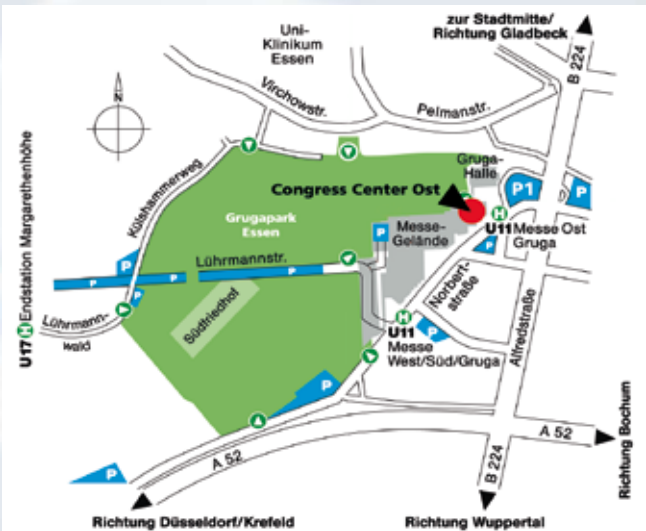 zur Stadtmitte/
Richtung Gladbeck
B 224
Uni-
Klinikum
Essen
Virchowstr.
Pelmanstr.
N
Gruga-
Halle
P1
P
Congress Center Ost
H
U11 Messe Ost
Gruga
P
Külshammerweg
Grugapark
Essen
P
Messe-
Gelände
Lührmannstr.
P
P
P
P
Norbert-
straße
Alfredstraße
Südfriedhof
U17 H Endstation Margarethenhöhe
Lührmann-
wald
H
U11
Messe
West/Süd/Gruga
P
P
P
A 52
A 52
B 224
Richtung Bochum
Richtung Düsseldorf/Krefeld
Richtung Wuppertal